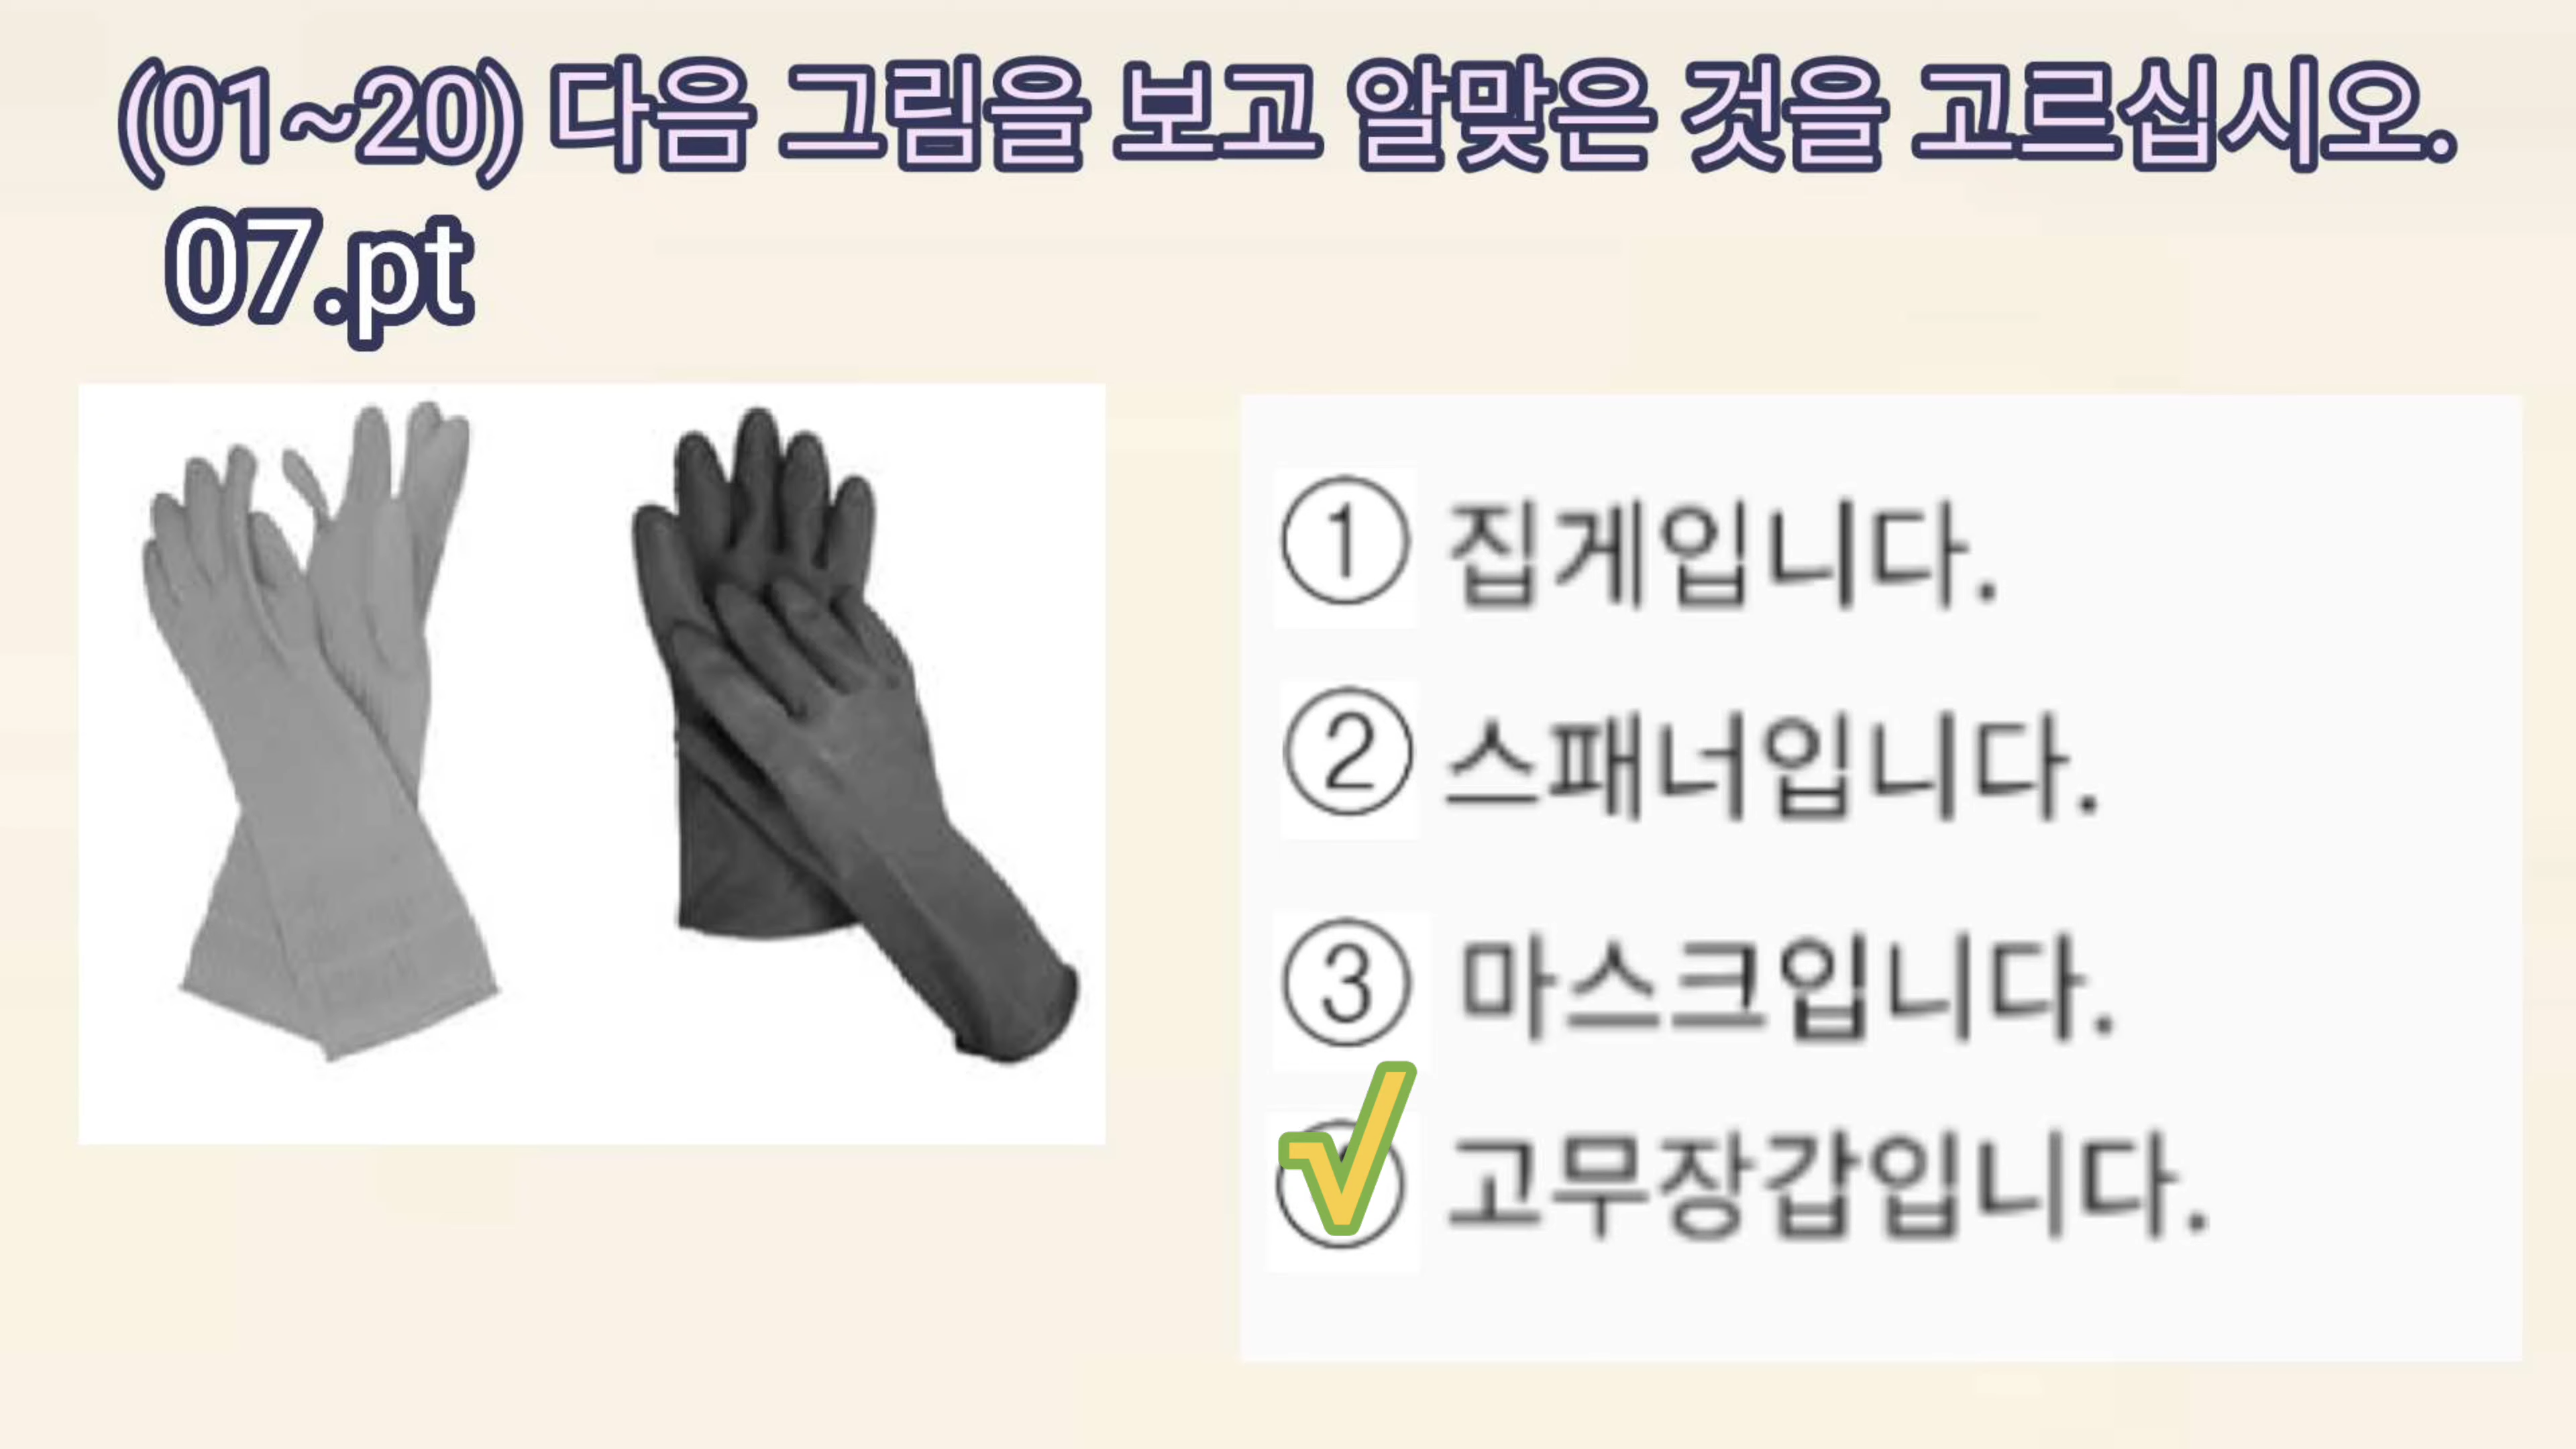 (01~20) 다음 그림을 보고 알맞은 것을 고르십시오.
07.pt
① 집게입니다.
② 스패너입니다.
③ 마스크입니다.
고무장갑입니다.